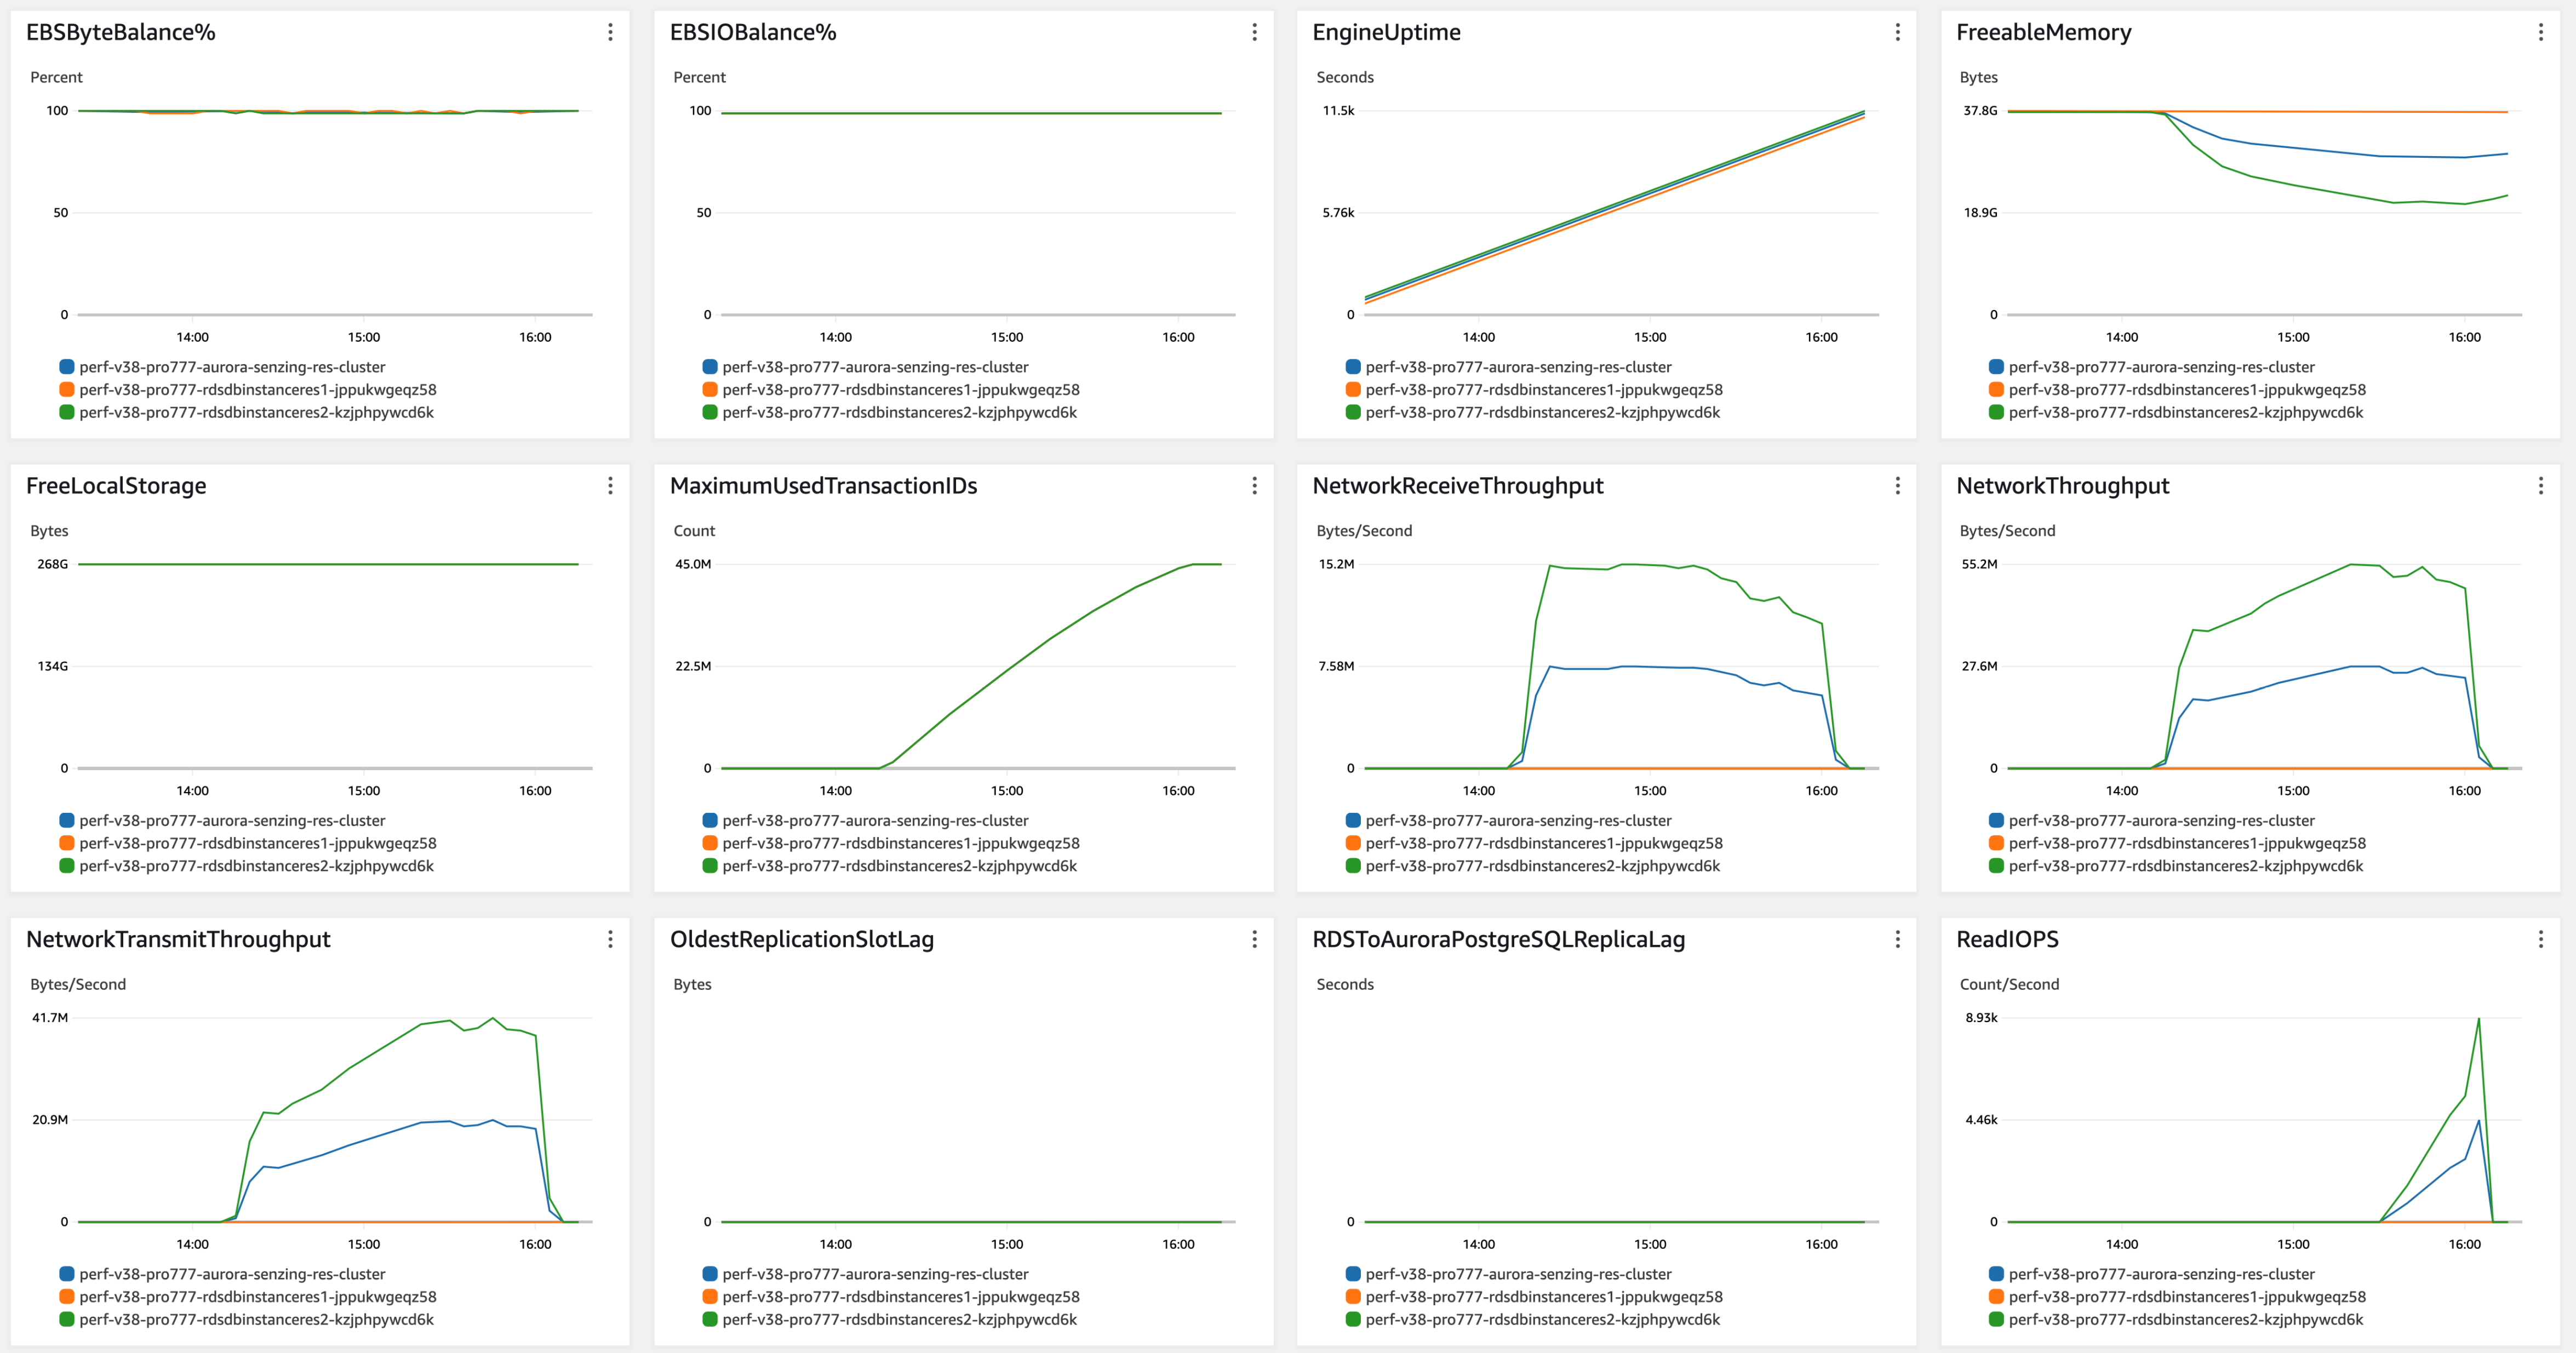 EBSByteBalance%
Percent
100
50
0
14:00 15:00 16:00
perf-v38-pro777-aurora-senzing-res-cluster
perf-v38-pro777-rdsdbinstanceres1-jppukwgeqz58
perf-v38-pro777-rdsdbinstanceres2-kzjphpywcd6k
EBSIOBalance%
Percent
100
50
0
14:00 15:00 16:00
perf-v38-pro777-aurora-senzing-res-cluster
perf-v38-pro777-rdsdbinstanceres1-jppukwgeqz58
perf-v38-pro777-rdsdbinstanceres2-kzjphpywcd6k
EngineUptime
Seconds
11.5k
5.76k
0
14:00 15:00 16:00
perf-v38-pro777-aurora-senzing-res-cluster
perf-v38-pro777-rdsdbinstanceres1-jppukwgeqz58
perf-v38-pro777-rdsdbinstanceres2-kzjphpywcd6k
FreeableMemory
Bytes
37.8G
18.9G
0
14:00 15:00 16:00
perf-v38-pro777-aurora-senzing-res-cluster
perf-v38-pro777-rdsdbinstanceres1-jppukwgeqz58
perf-v38-pro777-rdsdbinstanceres2-kzjphpywcd6k
FreeLocalStorage
Bytes
268G
134G
0
14:00 15:00 16:00
perf-v38-pro777-aurora-senzing-res-cluster
perf-v38-pro777-rdsdbinstanceres1-jppukwgeqz58
perf-v38-pro777-rdsdbinstanceres2-kzjphpywcd6k
MaximumUsedTransactionIDs
Count
45.0M
22.5M
0
14:00 15:00 16:00
perf-v38-pro777-aurora-senzing-res-cluster
perf-v38-pro777-rdsdbinstanceres1-jppukwgeqz58
perf-v38-pro777-rdsdbinstanceres2-kzjphpywcd6k
NetworkReceiveThroughput
Bytes/Second
15.2M
7.58M
0
14:00 15:00 16:00
perf-v38-pro777-aurora-senzing-res-cluster
perf-v38-pro777-rdsdbinstanceres1-jppukwgeqz58
perf-v38-pro777-rdsdbinstanceres2-kzjphpywcd6k
NetworkThroughput
Bytes/Second
55.2M
27.6M
0
14:00 15:00 16:00
perf-v38-pro777-aurora-senzing-res-cluster
perf-v38-pro777-rdsdbinstanceres1-jppukwgeqz58
perf-v38-pro777-rdsdbinstanceres2-kzjphpywcd6k
NetworkTransmitThroughput
Bytes/Second
41.7M
20.9M
0
14:00 15:00 16:00
perf-v38-pro777-aurora-senzing-res-cluster
perf-v38-pro777-rdsdbinstanceres1-jppukwgeqz58
perf-v38-pro777-rdsdbinstanceres2-kzjphpywcd6k
OldestReplicationSlotLag
Bytes
0
14:00 15:00 16:00
perf-v38-pro777-aurora-senzing-res-cluster
perf-v38-pro777-rdsdbinstanceres1-jppukwgeqz58
perf-v38-pro777-rdsdbinstanceres2-kzjphpywcd6k
RDSToAuroraPostgreSQLReplicaLag
Seconds
0
14:00 15:00 16:00
perf-v38-pro777-aurora-senzing-res-cluster
perf-v38-pro777-rdsdbinstanceres1-jppukwgeqz58
perf-v38-pro777-rdsdbinstanceres2-kzjphpywcd6k
ReadIOPS
Count/Second
8.93k
4.46k
0
14:00 15:00 16:00
perf-v38-pro777-aurora-senzing-res-cluster
perf-v38-pro777-rdsdbinstanceres1-jppukwgeqz58
perf-v38-pro777-rdsdbinstanceres2-kzjphpywcd6k